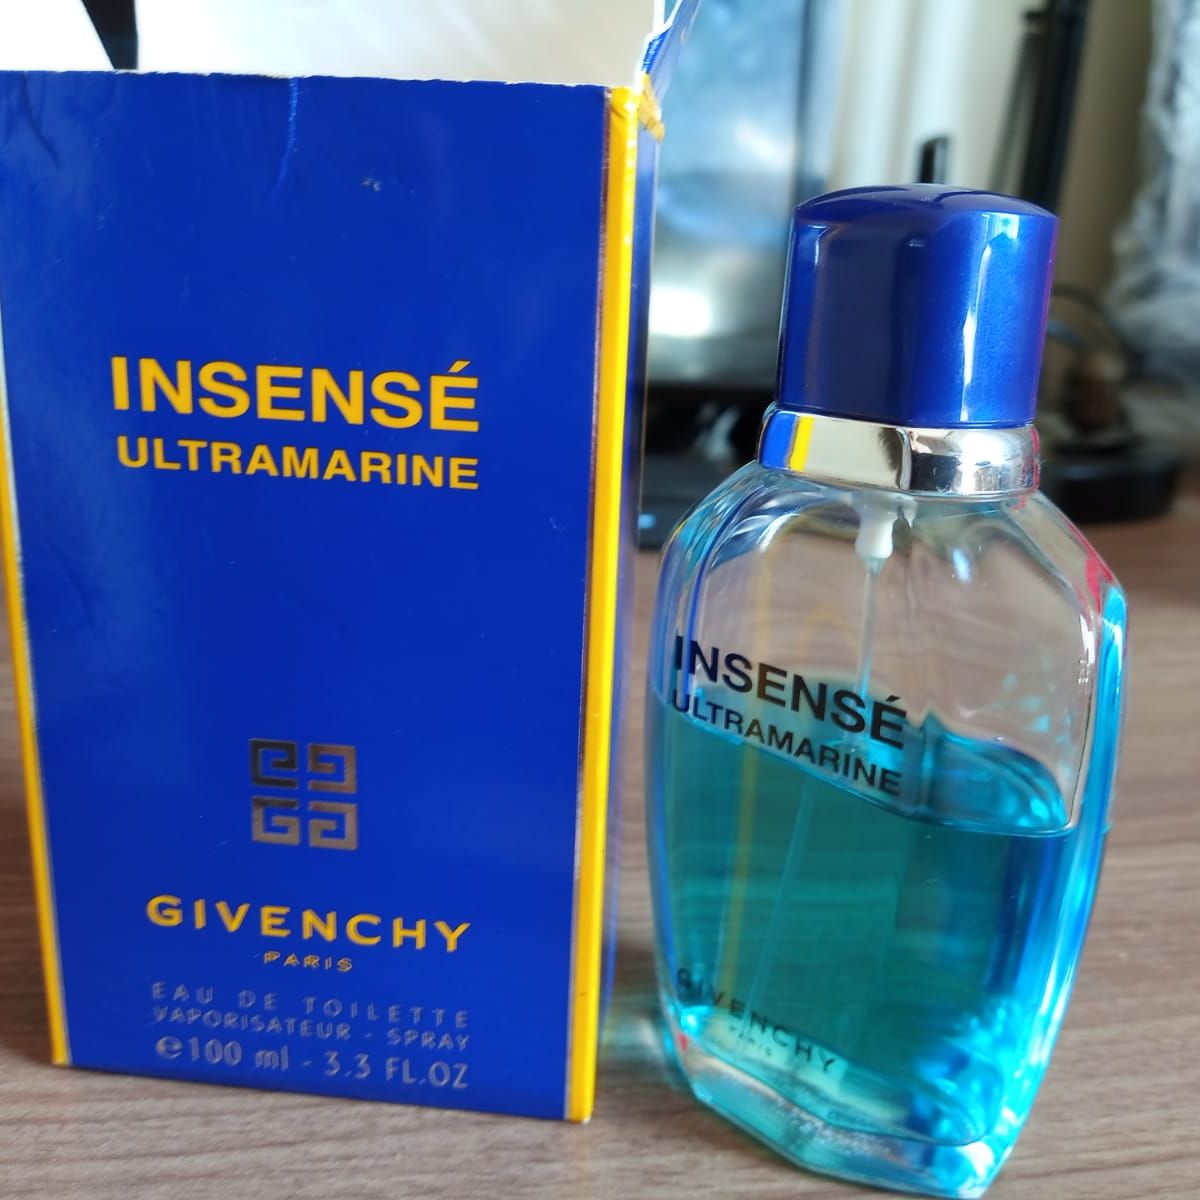 INSENSÉ
ULTRAMARINE
GIVENCHY
PARIS
EAU DE TOILETTE
VAPORISATEUR - SPRAY
℮100 ml - 3.3 FL.OZ
INSENSÉ
ULTRAMARINE
GIVENCHY
PARIS